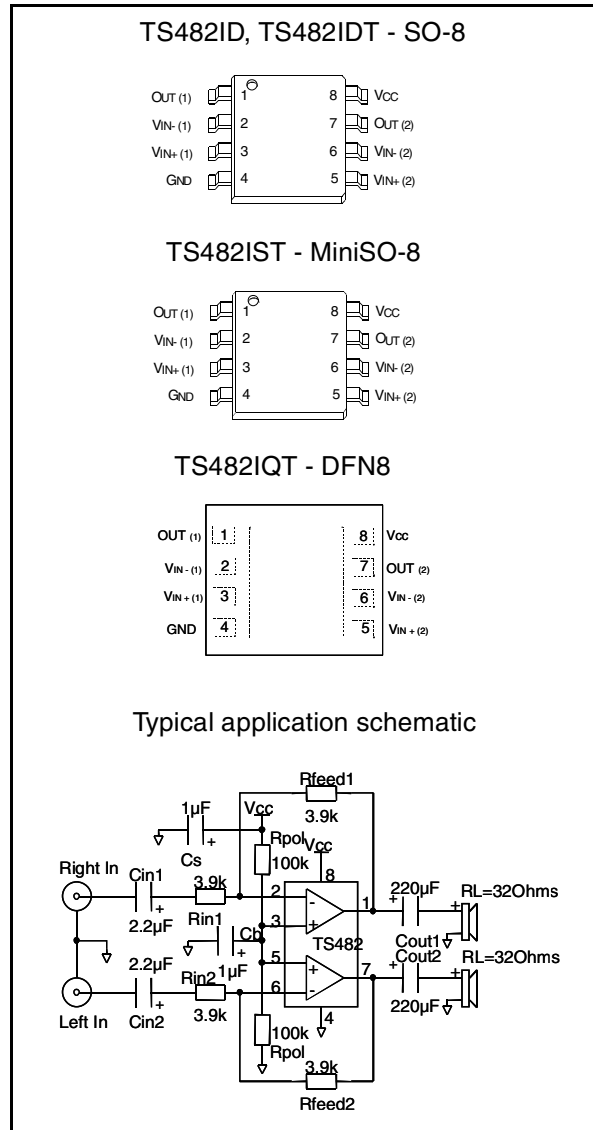 TS482ID, TS482IDT - SO-8
OUT (1) 1 8 VCC
VIN- (1) 2 7 OUT (2)
VIN+ (1) 3 6 VIN- (2)
GND 4 5 VIN+ (2)
TS482IST - MiniSO-8
OUT (1) 1 8 VCC
VIN- (1) 2 7 OUT (2)
VIN+ (1) 3 6 VIN- (2)
GND 4 5 VIN+ (2)
TS482IQT - DFN8
OUT (1) 1 8 Vcc
VIN - (1) 2 7 OUT (2)
VIN + (1) 3 6 VIN - (2)
GND 4 5 VIN + (2)
Typical application schematic
Rfeed1
3.9k
1µF
+
Cs
Vcc
Rpol
100k
Vcc
8
Right In
Cin1
+
2.2µF
3.9k
Rin1
2
-
3
+
1
220µF
+
Cout1
RL=32Ohms
+
Cb
+
1µF
TS482
2.2µF
+
Cin2
Left In
Rin2
3.9k
5
+
6
-
7
Cout2
+
220µF
RL=32Ohms
+
4
100k
Rpol
3.9k
Rfeed2